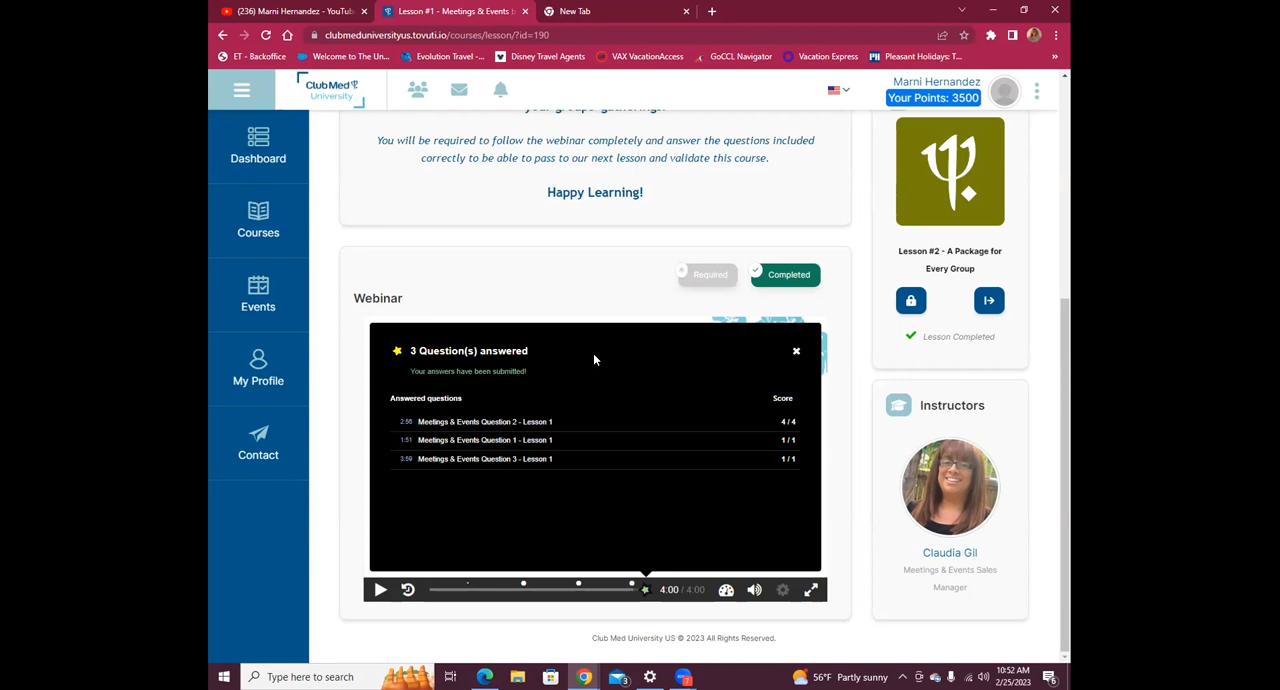 (236) Marni Hernandez - YouTub
Lesson #1 - Meetings & Events b
New Tab
clubmeduniversityus.tovuti.io/courses/lesson/?id=190
ET - Backoffice
Welcome to The Un...
Evolution Travel -...
Disney Travel Agents
VAX VacationAccess
GoCCL Navigator
Vacation Express
Pleasant Holidays: T...
»
Club Med
University
Marni Hernandez
Your Points: 3500
Dashboard
Courses
Events
My Profile
Contact
your groups' gatherings.
You will be required to follow the webinar completely and answer the questions included
correctly to be able to pass to our next lesson and validate this course.
Happy Learning!
Required
Completed
Webinar
3 Question(s) answered
Your answers have been submitted!
Answered questions Score
2:56 Meetings & Events Question 2 - Lesson 1 4 / 4
1:51 Meetings & Events Question 1 - Lesson 1 1 / 1
3:59 Meetings & Events Question 3 - Lesson 1 1 / 1
4:00 / 4:00
Lesson #2 - A Package for
Every Group
Lesson Completed
Instructors
Claudia Gil
Meetings & Events Sales
Manager
Club Med University US © 2023 All Rights Reserved.
Type here to search
3
7
56°F Partly sunny
10:52 AM
2/25/2023
6